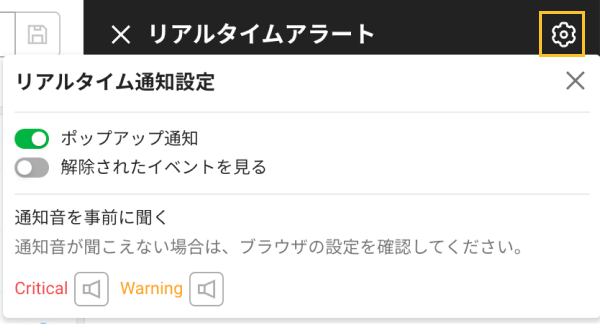 リアルタイムアラート
リアルタイム通知設定
ポップアップ通知
解除されたイベントを見る
通知音を事前に聞く
通知音が聞こえない場合は、ブラウザの設定を確認してください。
Critical Warning